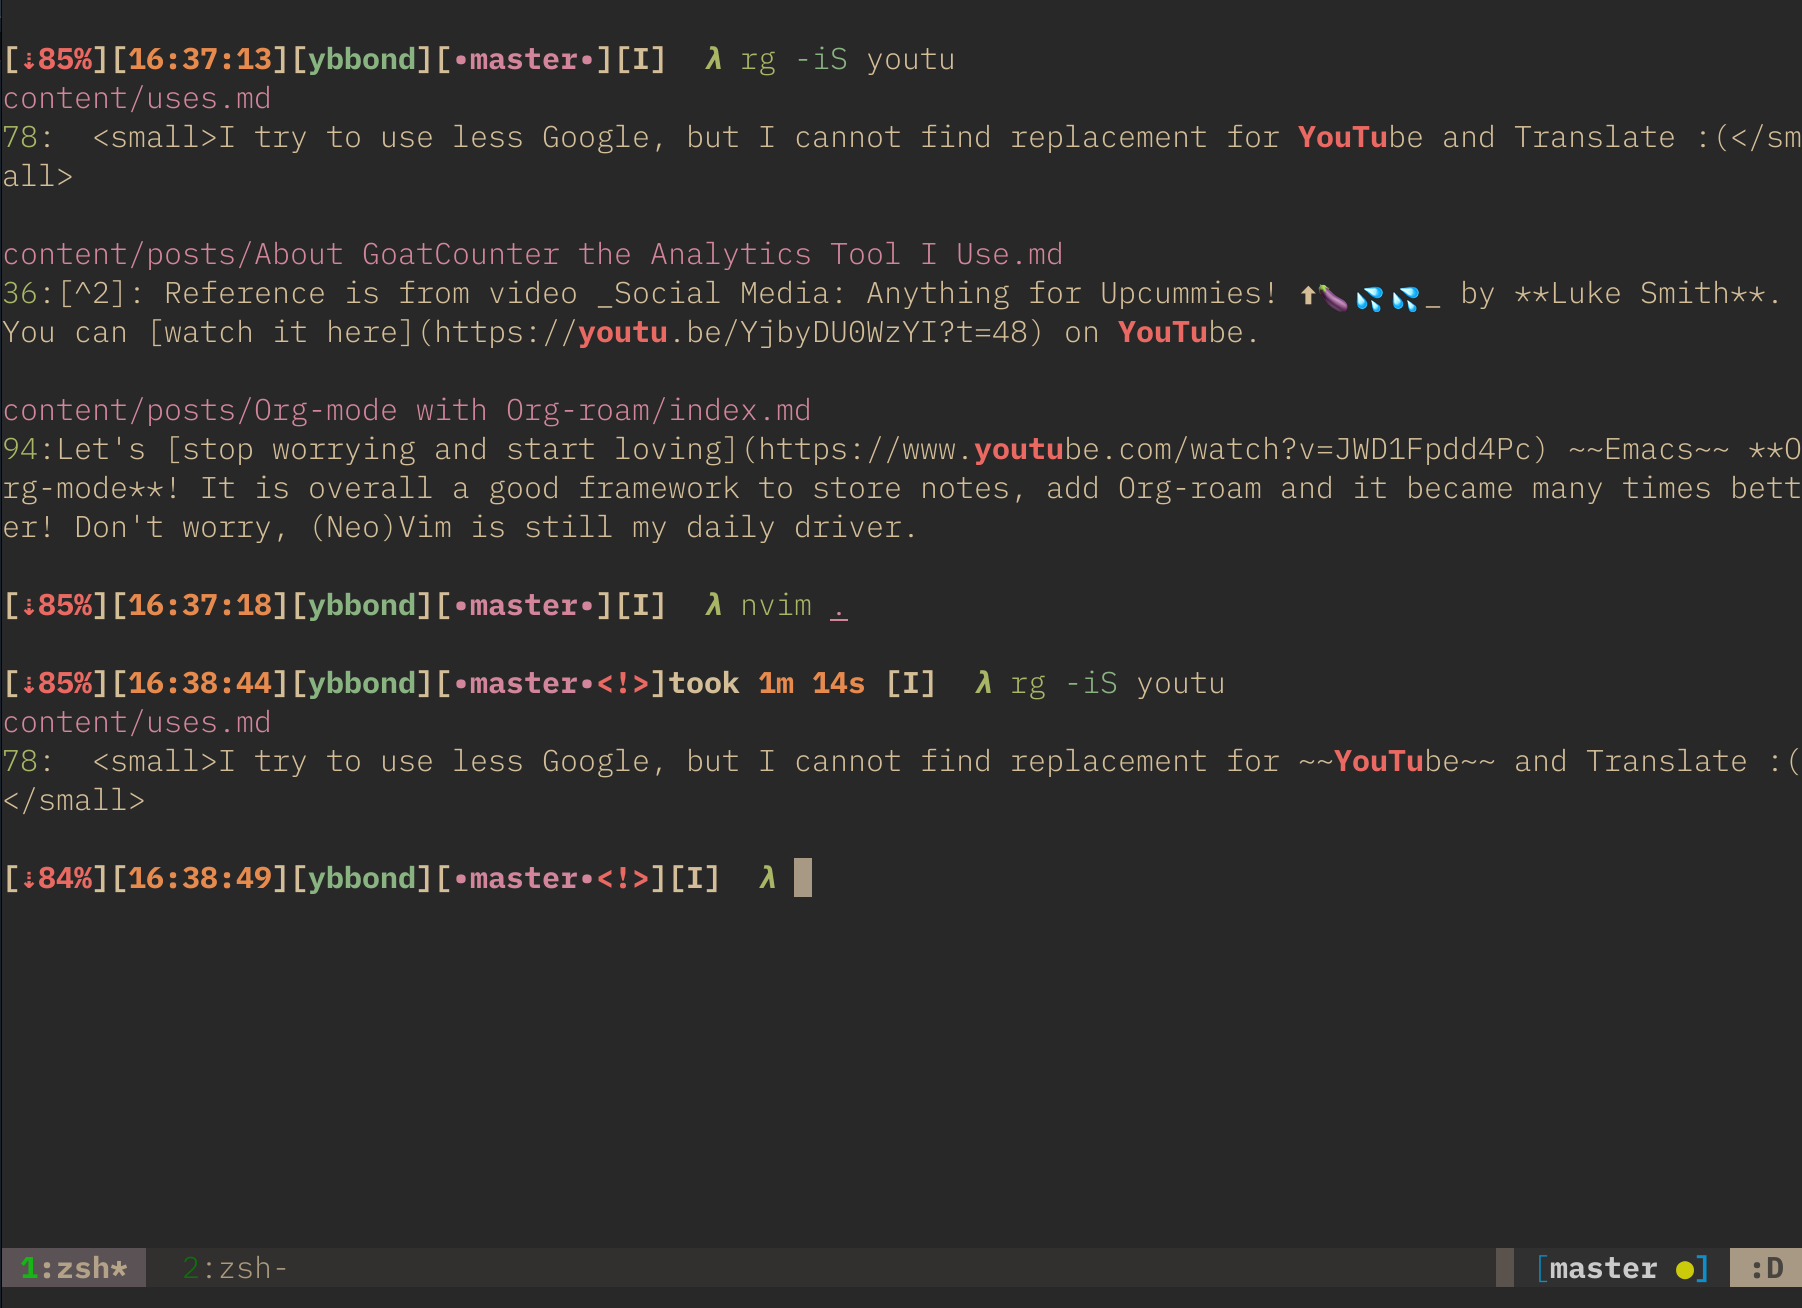 [⇣85%][16:37:13][ybbond][•master•][I]  λ rg -iS youtu
content/uses.md
78:  <small>I try to use less Google, but I cannot find replacement for YouTube and Translate :(</sm
all>
content/posts/About GoatCounter the Analytics Tool I Use.md
36:[^2]: Reference is from video _Social Media: Anything for Upcummies! ⬆🍆💦💦_ by **Luke Smith**.
You can [watch it here](https://youtu.be/YjbyDU0WzYI?t=48) on YouTube.
content/posts/Org-mode with Org-roam/index.md
94:Let's [stop worrying and start loving](https://www.youtube.com/watch?v=JWD1Fpdd4Pc) ~~Emacs~~ **O
rg-mode**! It is overall a good framework to store notes, add Org-roam and it became many times bett
er! Don't worry, (Neo)Vim is still my daily driver.
[⇣85%][16:37:18][ybbond][•master•][I]  λ nvim .
[⇣85%][16:38:44][ybbond][•master•<!>]took 1m 14s [I]  λ rg -iS youtu
content/uses.md
78:  <small>I try to use less Google, but I cannot find replacement for ~~YouTube~~ and Translate :(
</small>
[⇣84%][16:38:49][ybbond][•master•<!>][I]  λ
1:zsh*  2:zsh-  [master ●]  :D